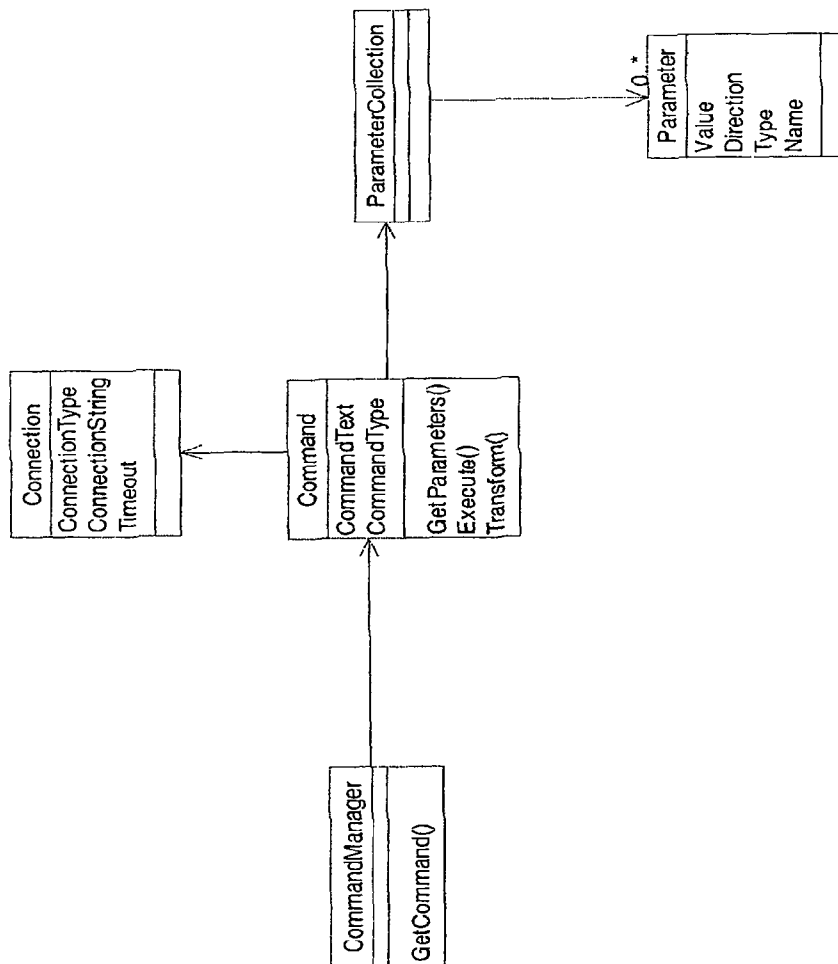 CommandManager
GetCommand()
Connection
ConnectionType
ConnectionString
Timeout
Command
CommandText
CommandType
GetParameters()
Execute()
Transform()
ParameterCollection
0..*
Parameter
Value
Direction
Type
Name